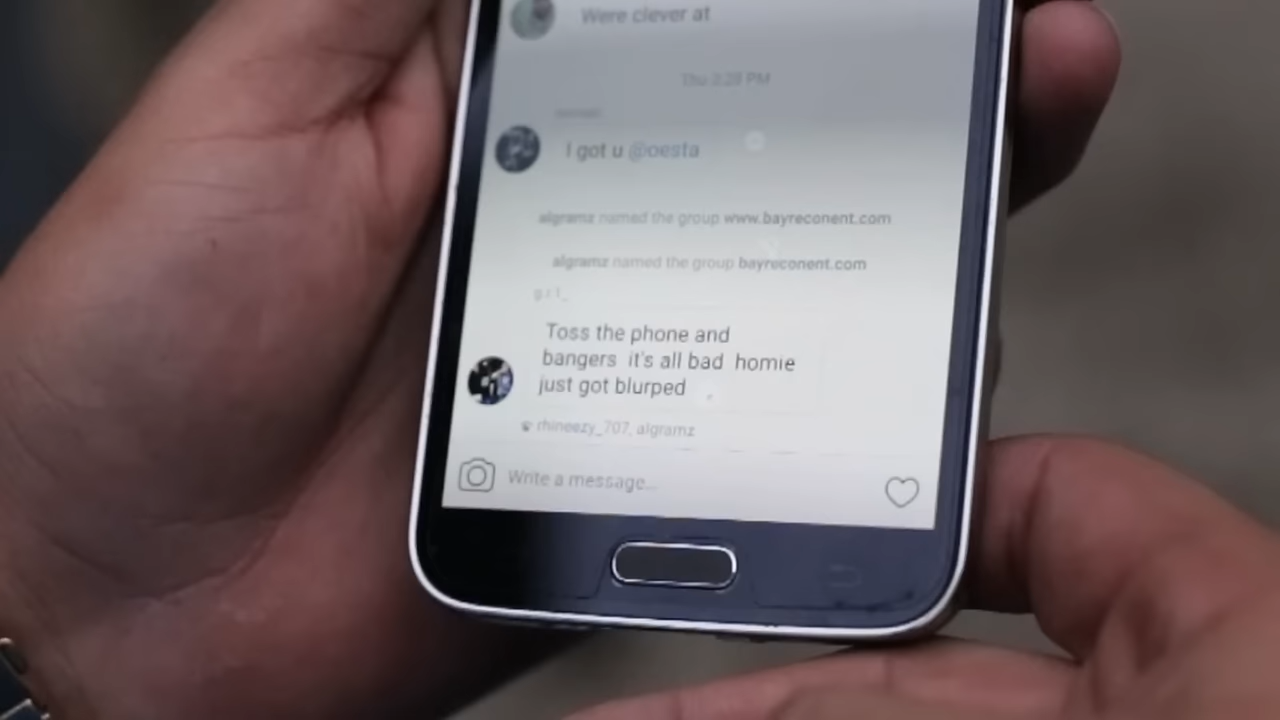 Were clever at
Thu 3:29 PM
I got u @oesta
algramz named the group www.bayreconent.com
algramz named the group bayreconent.com
Toss the phone and
bangers it's all bad homie
just got blurped
rhineezy_707, algramz
Write a message...